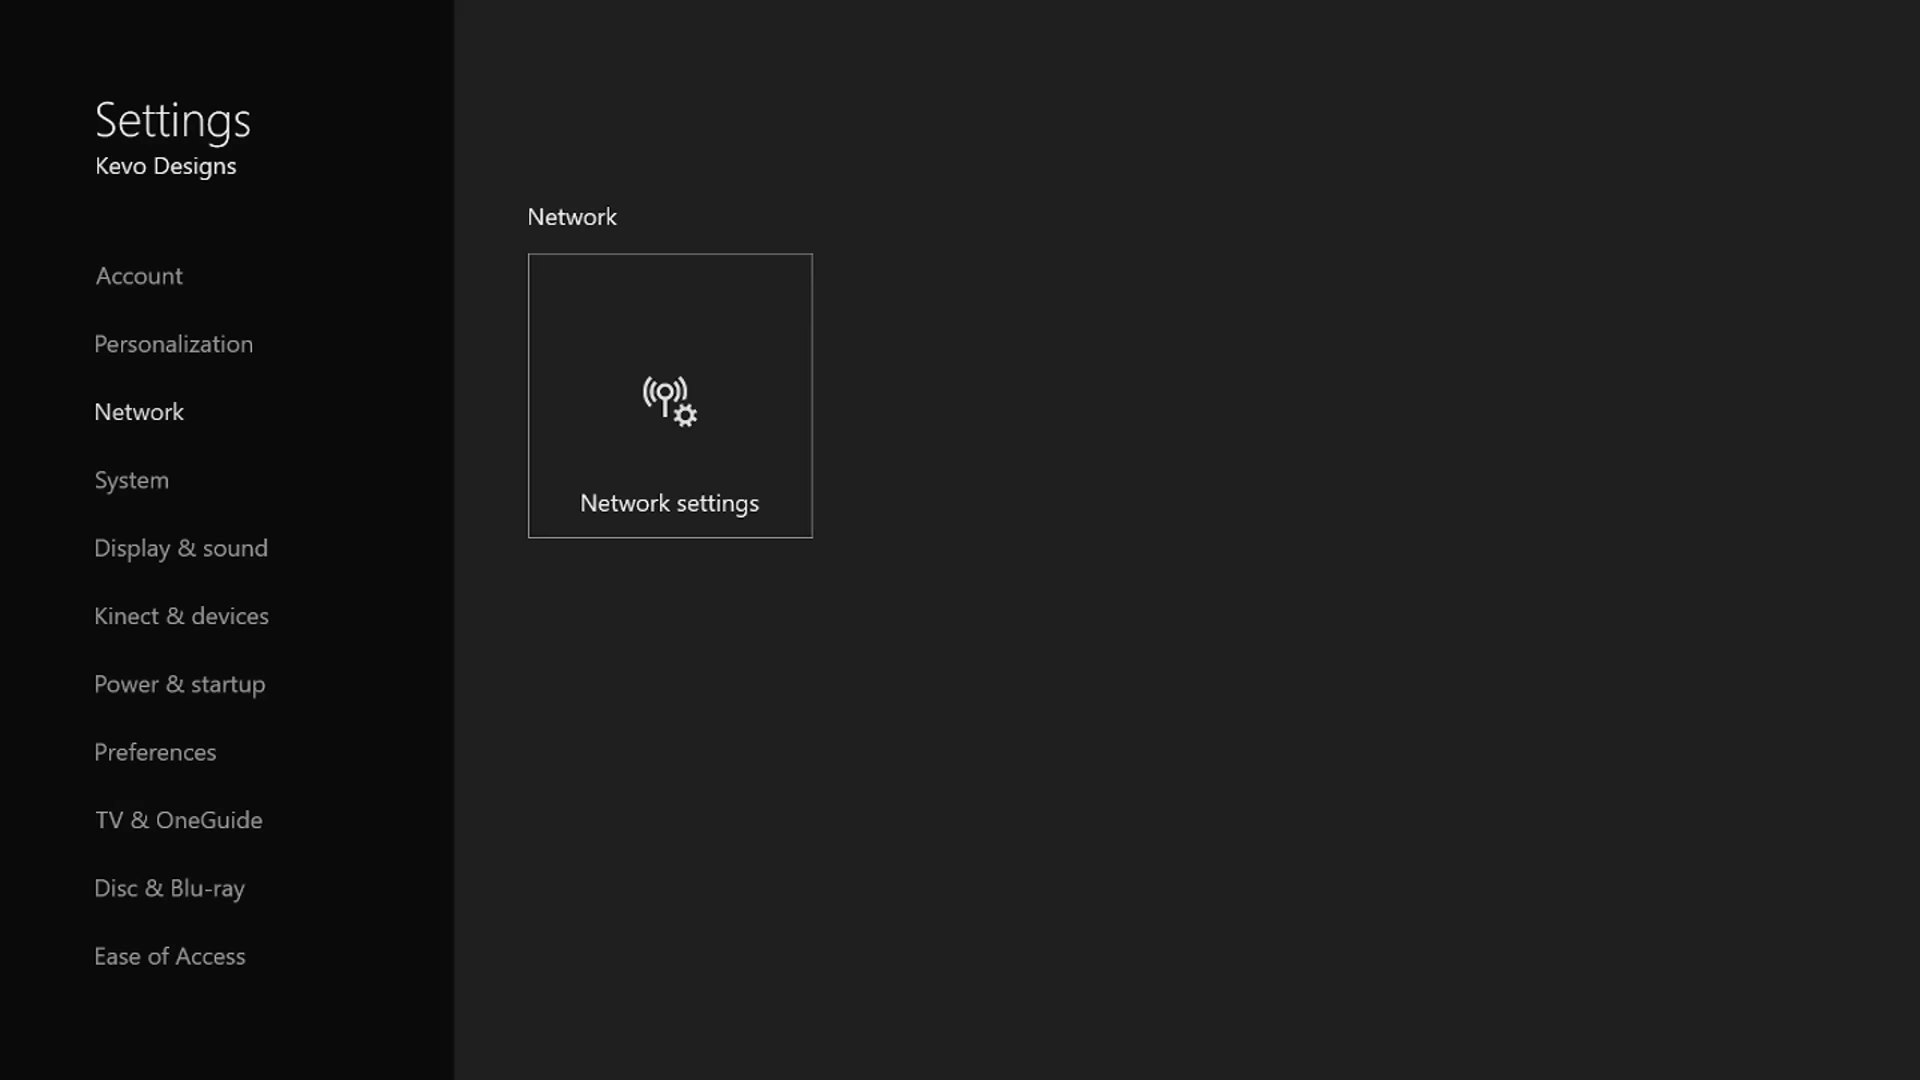 Settings
Kevo Designs
Account
Personalization
Network
System
Display & sound
Kinect & devices
Power & startup
Preferences
TV & OneGuide
Disc & Blu-ray
Ease of Access
Network
Network settings